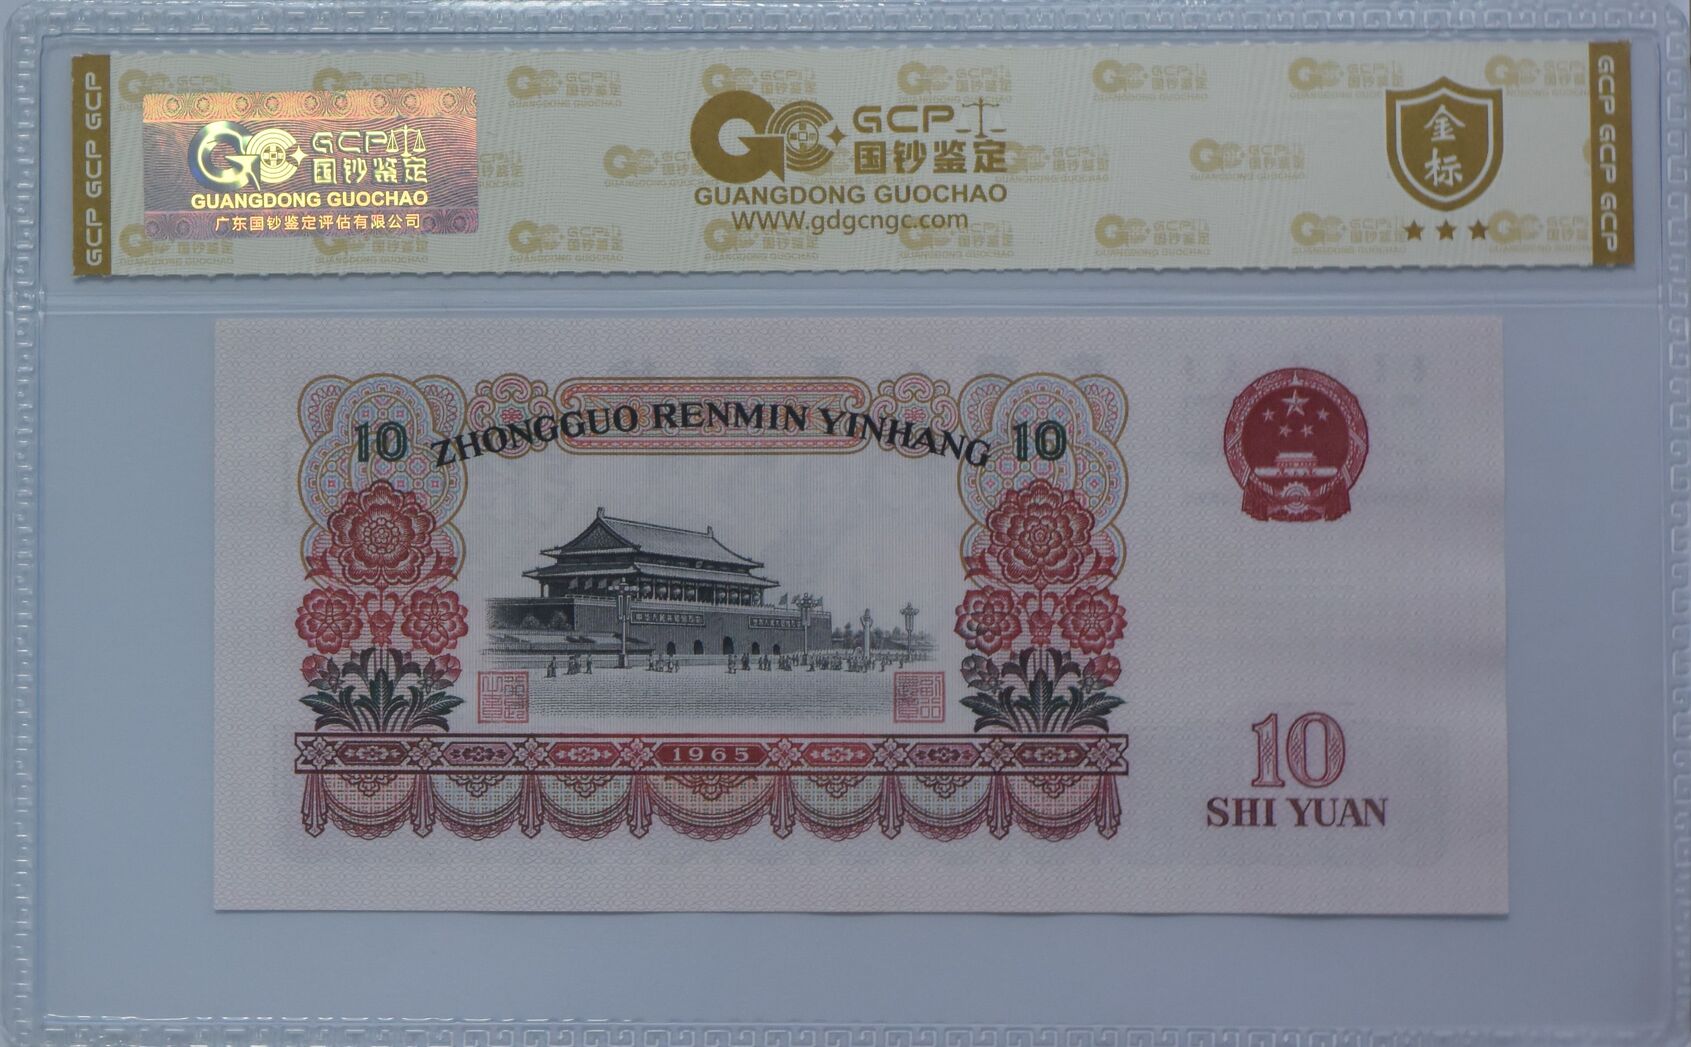 GCP GCP GCP
GCP
国钞鉴定
GUANGDONG GUOCHAO
广东国钞鉴定评估有限公司
GCP
国钞鉴定
GUANGDONG GUOCHAO
WWW.gdgcngc.com
金标
GCP GCP GCP
10 ZHONGGUO RENMIN YINHANG 10
1965
10
SHI YUAN